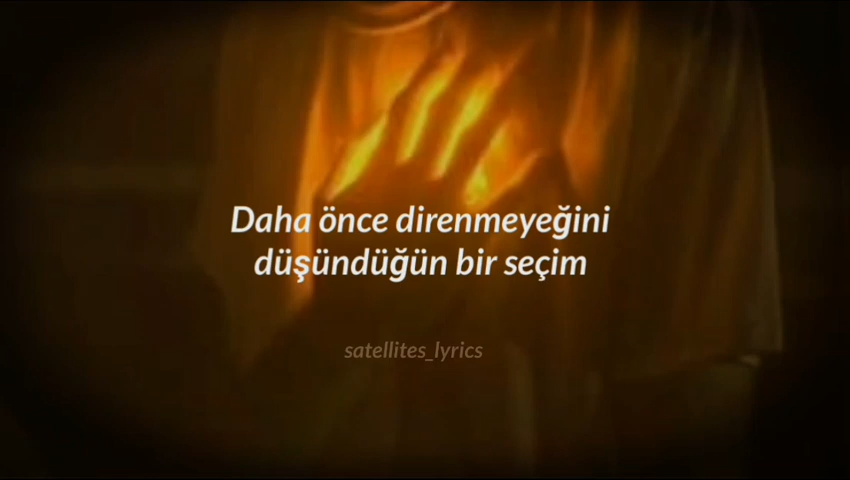 Daha önce direnmeyeğini
düşündüğün bir seçim
satellites_lyrics